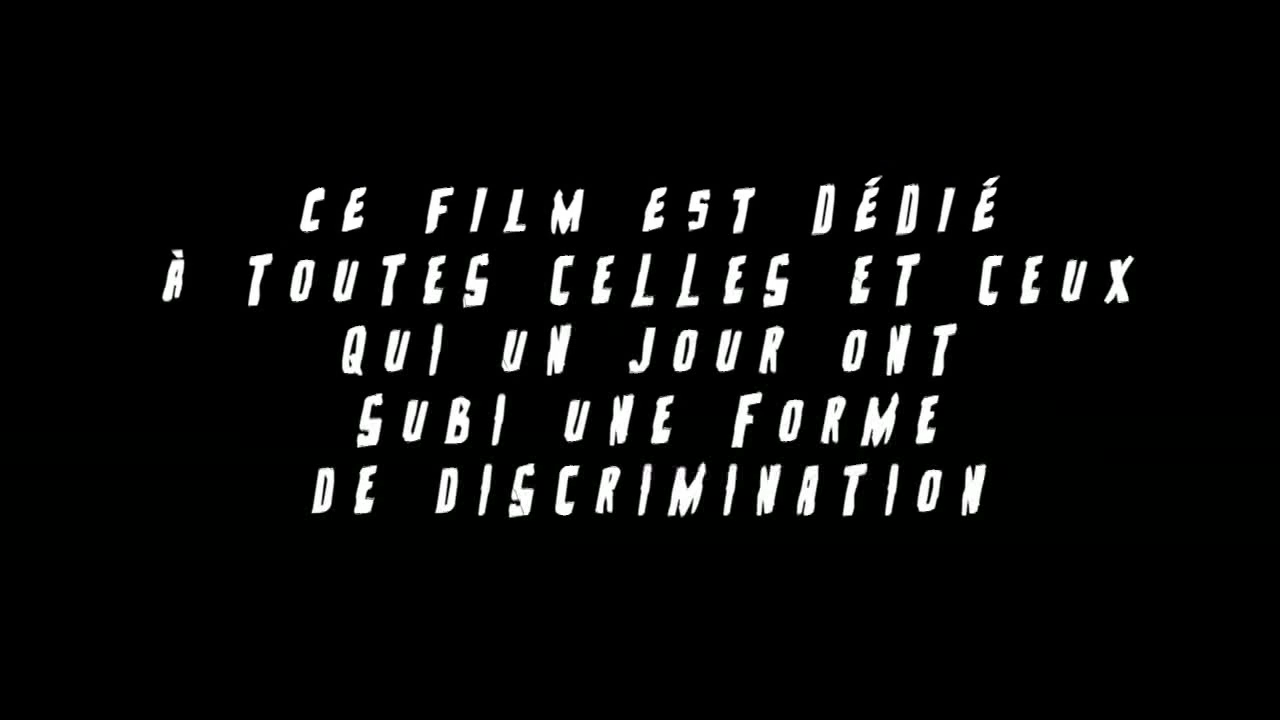 CE FILM EST DÉDIÉ
À TOUTES CELLES ET CEUX
QUI UN JOUR ONT
SUBI UNE FORME
DE DISCRIMINATION